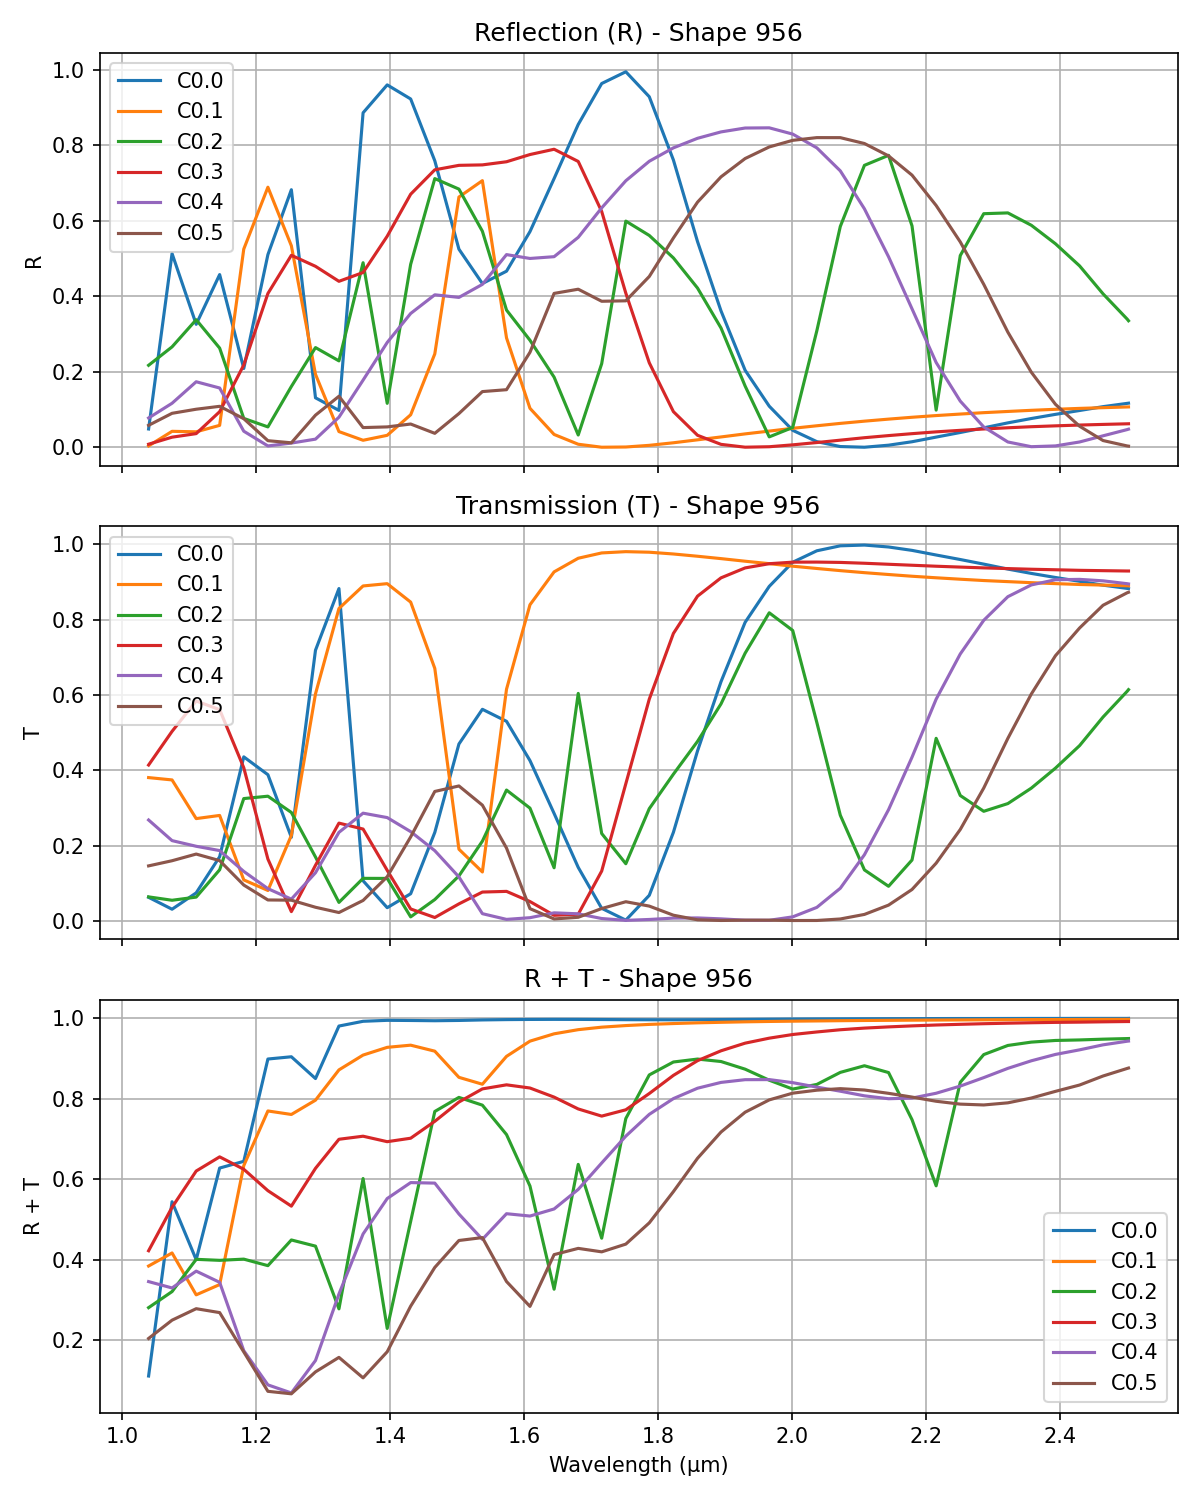 Reflection (R) - Shape 956
1.0
0.8
0.6
0.4
0.2
0.0
R
C0.0
C0.1
C0.2
C0.3
C0.4
C0.5
Transmission (T) - Shape 956
1.0
0.8
0.6
0.4
0.2
0.0
T
C0.0
C0.1
C0.2
C0.3
C0.4
C0.5
R + T - Shape 956
1.0
0.8
0.6
0.4
0.2
R + T
C0.0
C0.1
C0.2
C0.3
C0.4
C0.5
1.0 1.2 1.4 1.6 1.8 2.0 2.2 2.4
Wavelength (µm)